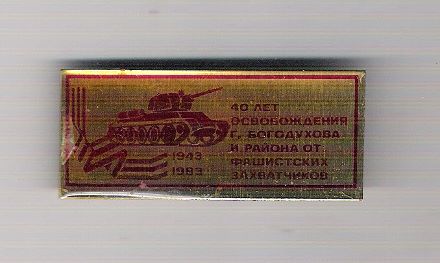 40 ЛЕТ
ОСВОБОЖДЕНИЯ
Г. БОГОДУХОВА
И РАЙОНА ОТ
ФАШИСТСКИХ
ЗАХВАТЧИКОВ
1943
1983